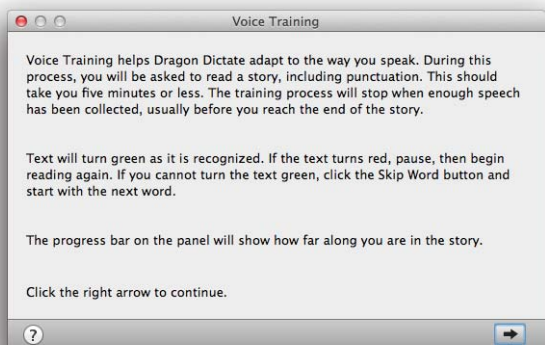 Voice Training
Voice Training helps Dragon Dictate adapt to the way you speak. During this
process, you will be asked to read a story, including punctuation. This should
take you five minutes or less. The training process will stop when enough speech
has been collected, usually before you reach the end of the story.
Text will turn green as it is recognized. If the text turns red, pause, then begin
reading again. If you cannot turn the text green, click the Skip Word button and
start with the next word.
The progress bar on the panel will show how far along you are in the story.
Click the right arrow to continue.
?